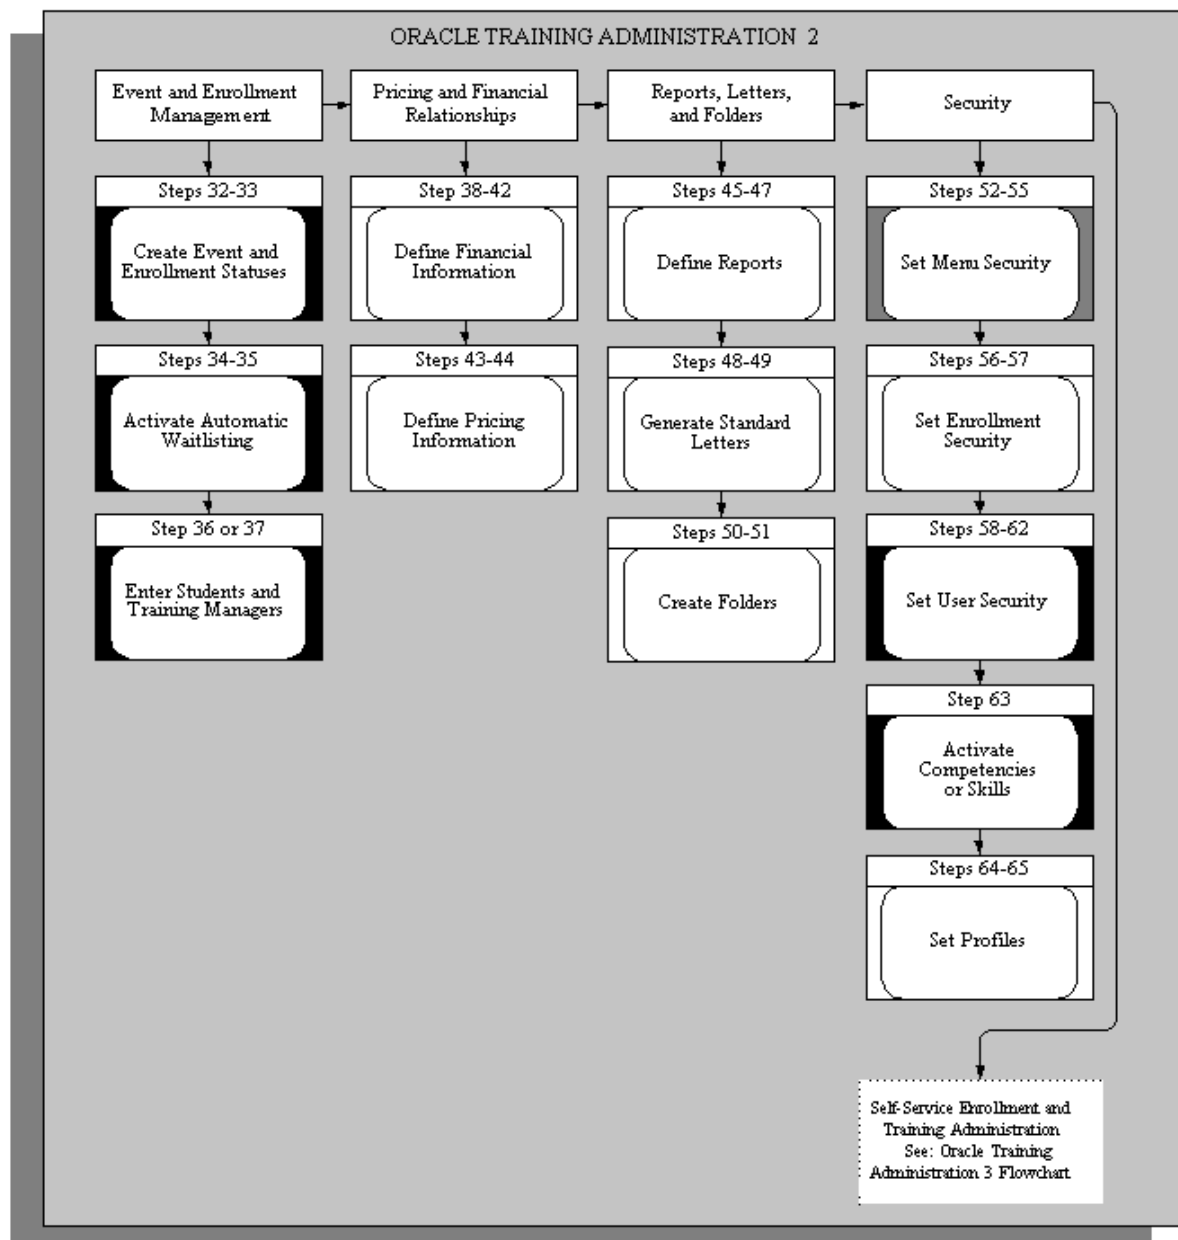 ORACLE TRAINING ADMINISTRATION 2
Event and Enrollment
Management
Pricing and Financial
Relationships
Reports, Letters,
and Folders
Security
Steps 32-33
Create Event and
Enrollment Statuses
Steps 34-35
Activate Automatic
Waitlisting
Step 36 or 37
Enter Students and
Training Managers
Step 38-42
Define Financial
Information
Steps 43-44
Define Pricing
Information
Steps 45-47
Define Reports
Steps 48-49
Generate Standard
Letters
Steps 50-51
Create Folders
Steps 52-55
Set Menu Security
Steps 56-57
Set Enrollment
Security
Steps 58-62
Set User Security
Step 63
Activate
Competencies
or Skills
Steps 64-65
Set Profiles
Self-Service Enrollment and
Training Administration
See: Oracle Training
Administration 3 Flowchart